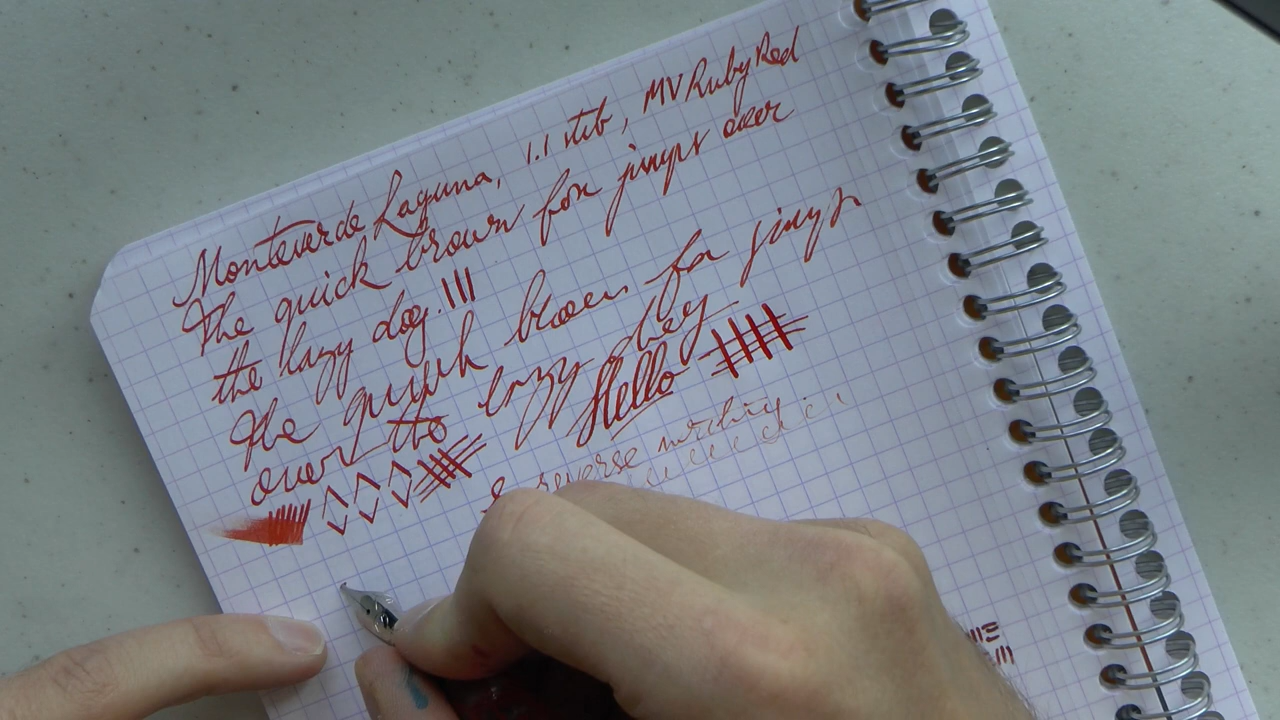 Monteverde Laguna, 1.1 stub, MV Ruby Red
The quick brown fox jumps over
the lazy dog.
The quick brown fox jumps
over the lazy dog
Hello
& reverse writing...